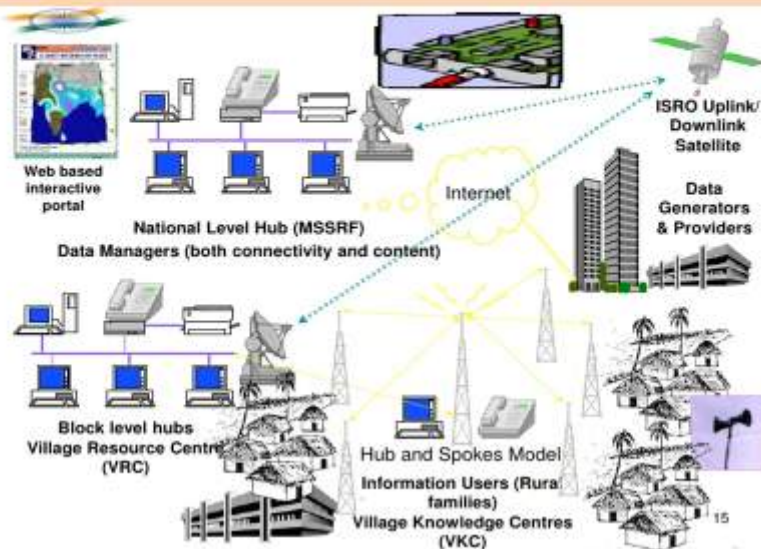 Web based
interactive
portal
National Level Hub (MSSRF)
Data Managers (both connectivity and content)
Internet
ISRO Uplink/
Downlink
Satellite
Data
Generators
& Providers
Block level hubs
Village Resource Centre
(VRC)
Hub and Spokes Model
Information Users (Rural
families)
Village Knowledge Centres
(VKC)
15